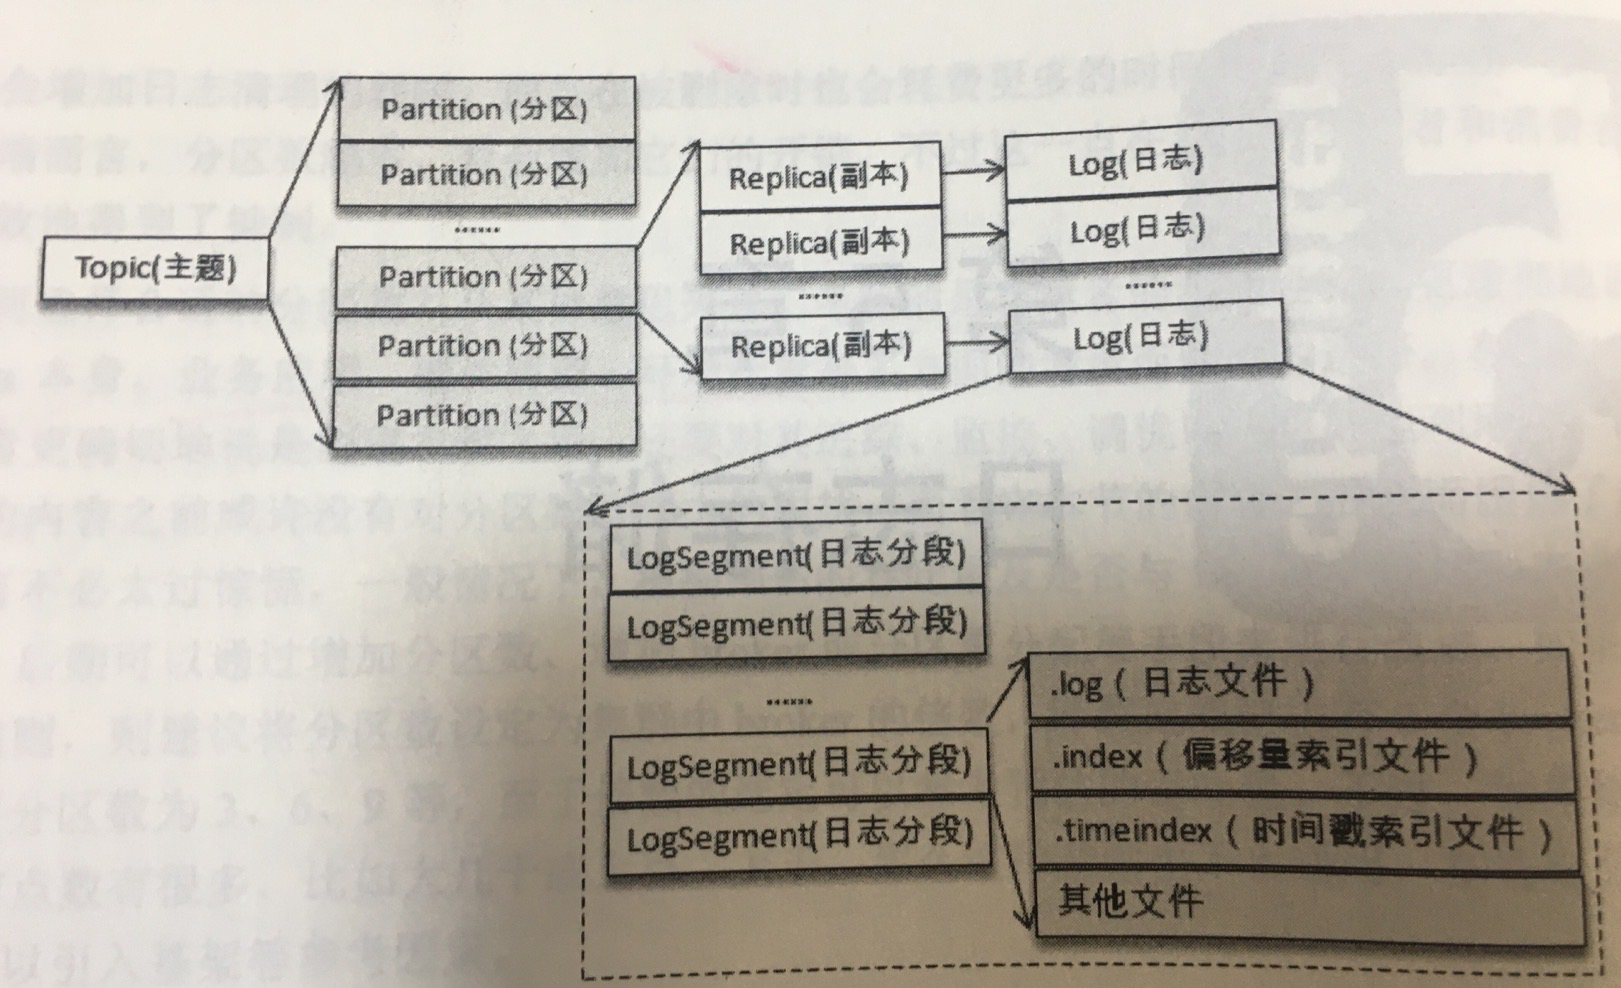 Topic(主题)
Partition (分区)
Partition (分区)
······
Partition (分区)
Partition (分区)
Partition (分区)
Replica(副本)
Replica(副本)
······
Replica(副本)
Log(日志)
Log(日志)
······
Log(日志)
LogSegment(日志分段)
LogSegment(日志分段)
······
LogSegment(日志分段)
LogSegment(日志分段)
.log（日志文件）
.index（偏移量索引文件）
.timeindex（时间戳索引文件）
其他文件